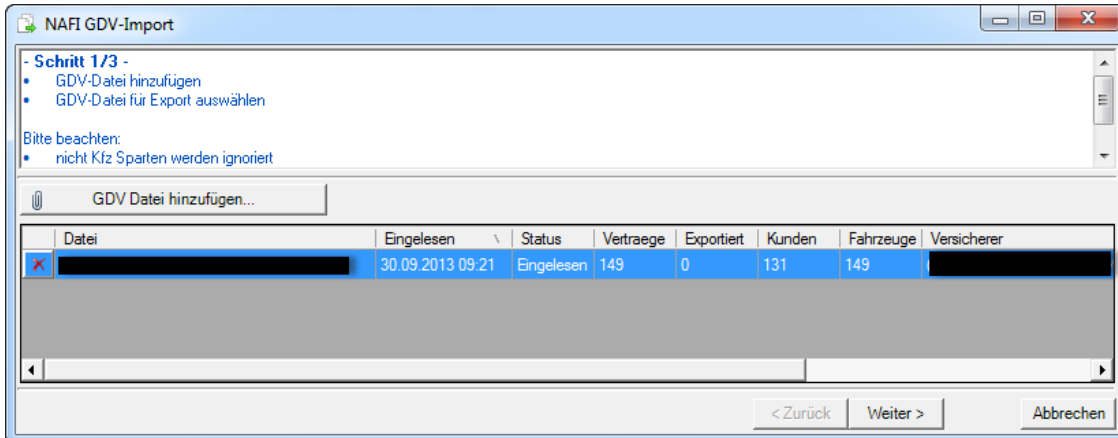 NAFI GDV-Import
- Schritt 1/3 -
• GDV-Datei hinzufügen
• GDV-Datei für Export auswählen
Bitte beachten:
• nicht Kfz Sparten werden ignoriert
GDV Datei hinzufügen...
Datei Eingelesen Status Vertraege Exportiert Kunden Fahrzeuge Versicherer
30.09.2013 09:21 Eingelesen 149 0 131 149
< Zurück Weiter > Abbrechen